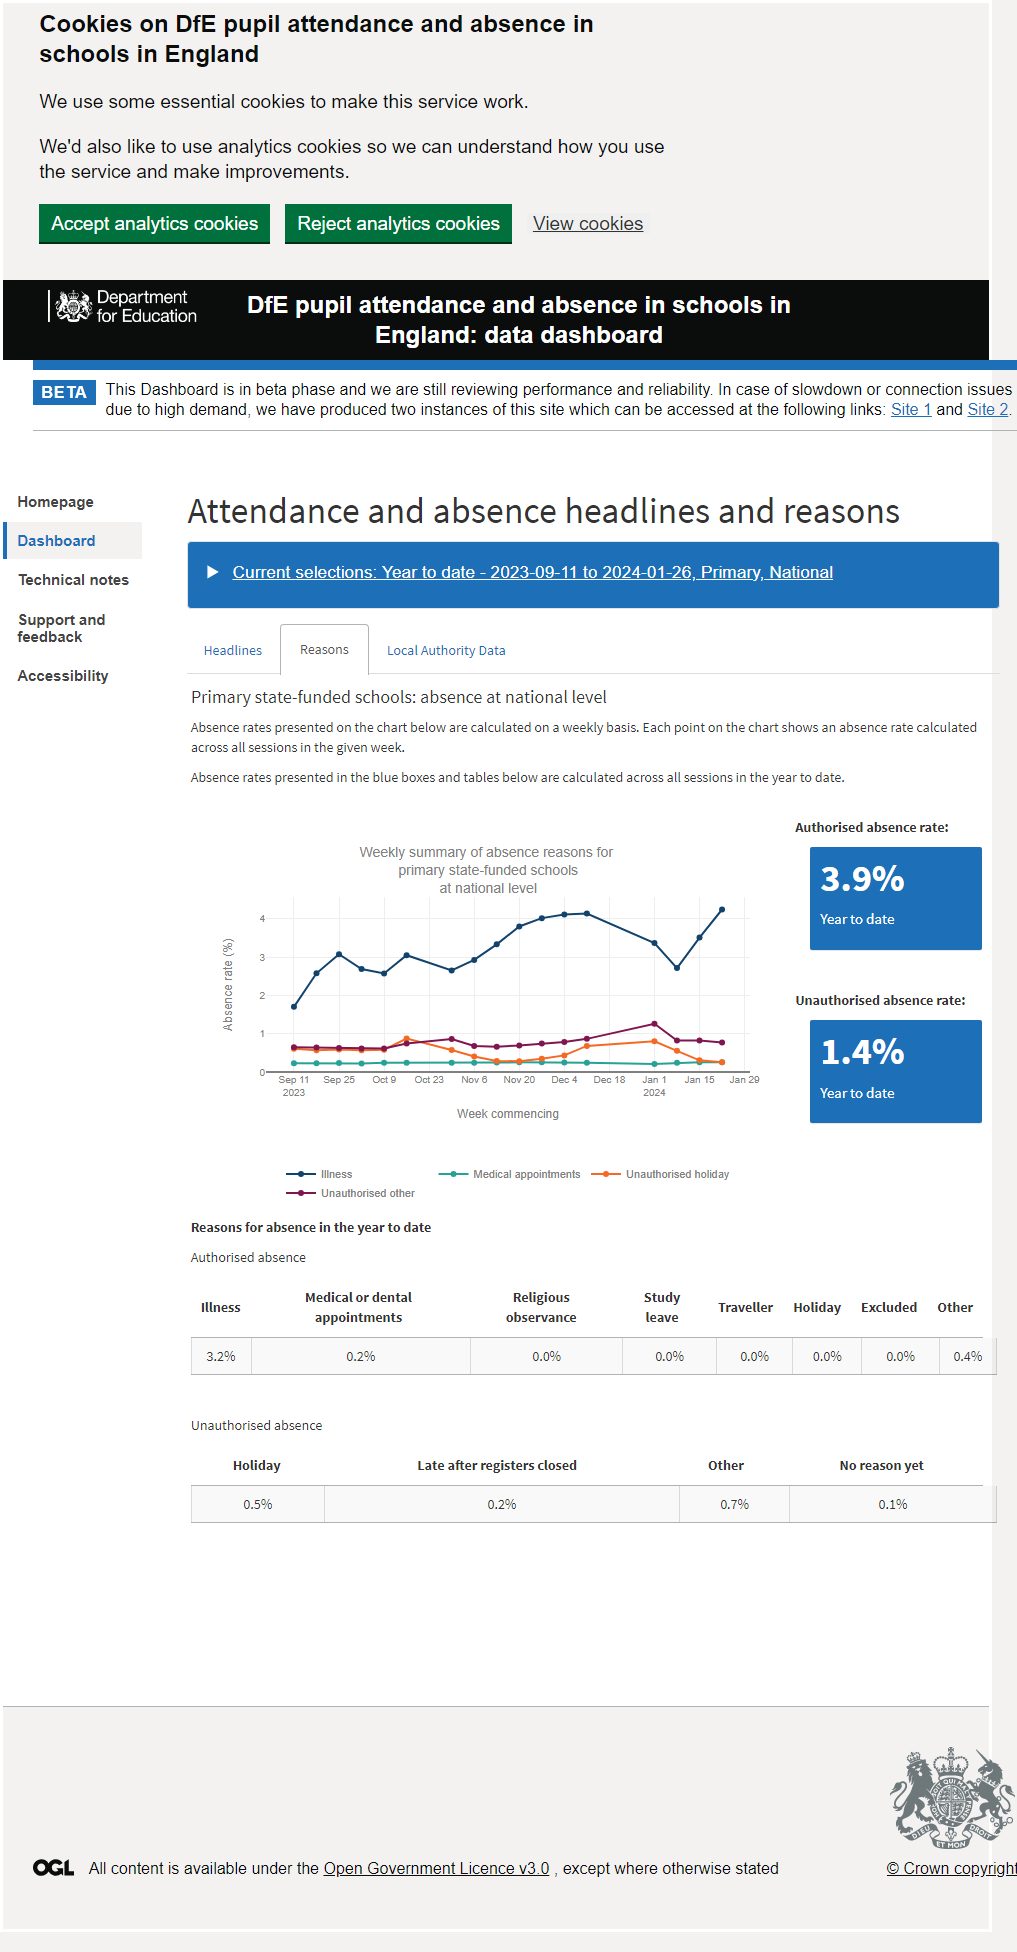 Cookies on DfE pupil attendance and absence in
schools in England
We use some essential cookies to make this service work.
We'd also like to use analytics cookies so we can understand how you use
the service and make improvements.
Accept analytics cookies
Reject analytics cookies
View cookies
Department
for Education
DfE pupil attendance and absence in schools in
England: data dashboard
BETA
This Dashboard is in beta phase and we are still reviewing performance and reliability. In case of slowdown or connection issues
due to high demand, we have produced two instances of this site which can be accessed at the following links: Site 1 and Site 2.
Homepage
Dashboard
Technical notes
Support and
feedback
Accessibility
Attendance and absence headlines and reasons
Current selections: Year to date - 2023-09-11 to 2024-01-26, Primary, National
Headlines
Reasons
Local Authority Data
Primary state-funded schools: absence at national level
Absence rates presented on the chart below are calculated on a weekly basis. Each point on the chart shows an absence rate calculated
across all sessions in the given week.
Absence rates presented in the blue boxes and tables below are calculated across all sessions in the year to date.
Weekly summary of absence reasons for
primary state-funded schools
at national level
Absence rate (%)
4
3
2
1
0
Sep 11 Sep 25 Oct 9 Oct 23 Nov 6 Nov 20 Dec 4 Dec 18 Jan 1 Jan 15 Jan 29
2023 2024
Week commencing
Illness Medical appointments Unauthorised holiday
Unauthorised other
Authorised absence rate:
3.9%
Year to date
Unauthorised absence rate:
1.4%
Year to date
Reasons for absence in the year to date
Authorised absence
Illness
Medical or dental
appointments
Religious
observance
Study
leave
Traveller
Holiday
Excluded
Other
3.2% 0.2% 0.0% 0.0% 0.0% 0.0% 0.0% 0.4%
Unauthorised absence
Holiday Late after registers closed Other No reason yet
0.5% 0.2% 0.7% 0.1%
OGL
All content is available under the Open Government Licence v3.0 , except where otherwise stated
DIEU ET MON DROIT
© Crown copyright